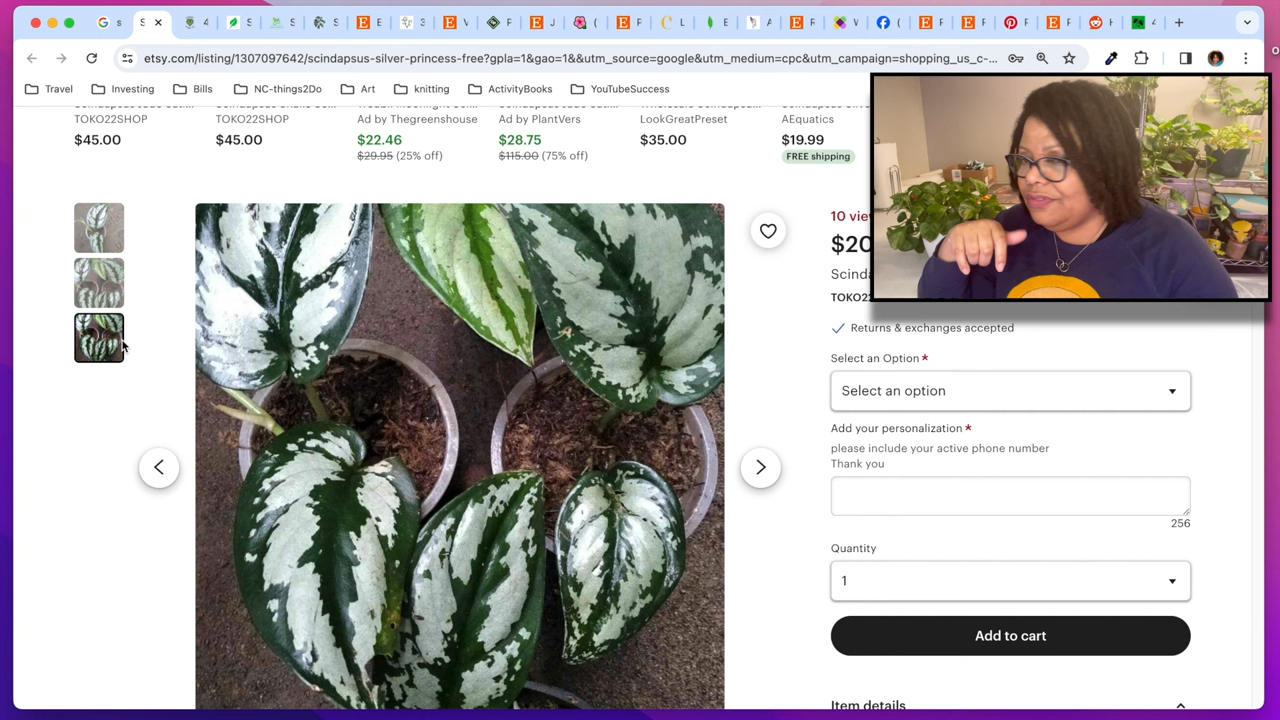 etsy.com/listing/1307097642/scindapsus-silver-princess-free?gpla=1&gao=1&&utm_source=google&utm_medium=cpc&utm_campaign=shopping_us_c-...
Travel Investing Bills NC-things2Do Art knitting ActivityBooks YouTubeSuccess
TOKO22SHOP TOKO22SHOP Ad by Thegreenshouse Ad by PlantVers LookGreatPreset AEquatics
$45.00 $45.00 $22.46 $28.75 $35.00 $19.99
$29.95 (25% off) $115.00 (75% off) FREE shipping
10 vie
$20
Scinda
TOKO22
Returns & exchanges accepted
Select an Option *
Select an option
Add your personalization *
please include your active phone number
Thank you
256
Quantity
1
Add to cart
Item details